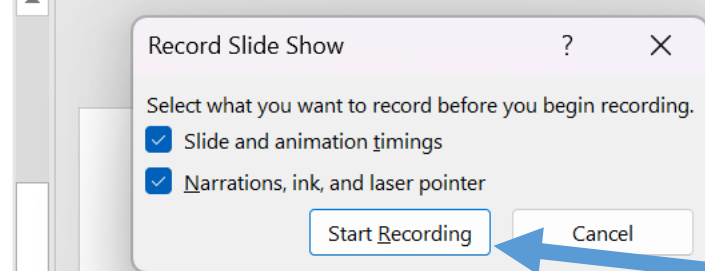 Record Slide Show ?
Select what you want to record before you begin recording.
Slide and animation timings
Narrations, ink, and laser pointer
Start Recording Cancel